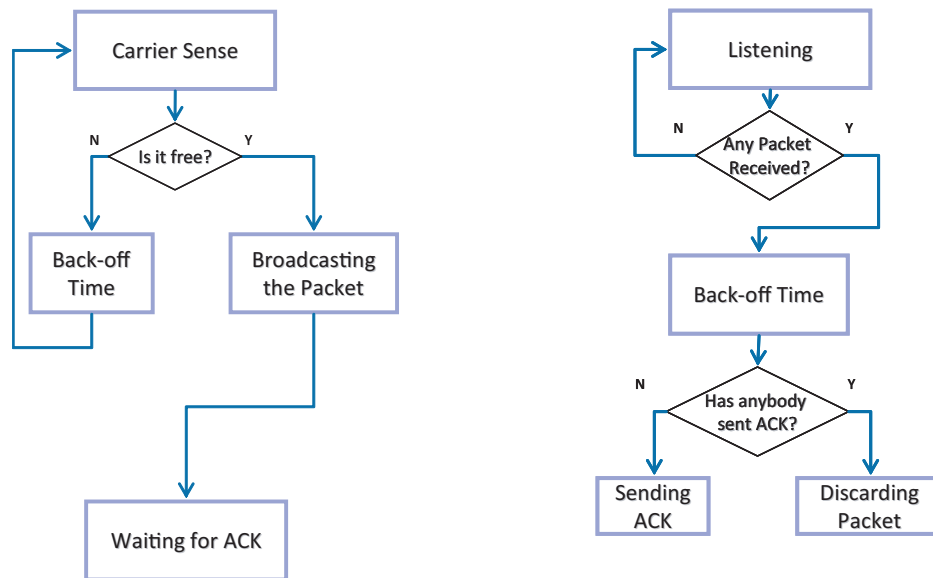 Carrier Sense
N
Y
Is it free?
Back-off
Time
Broadcasting
the Packet
Waiting for ACK
Listening
N
Y
Any Packet
Received?
Back-off Time
N
Y
Has anybody
sent ACK?
Sending
ACK
Discarding
Packet